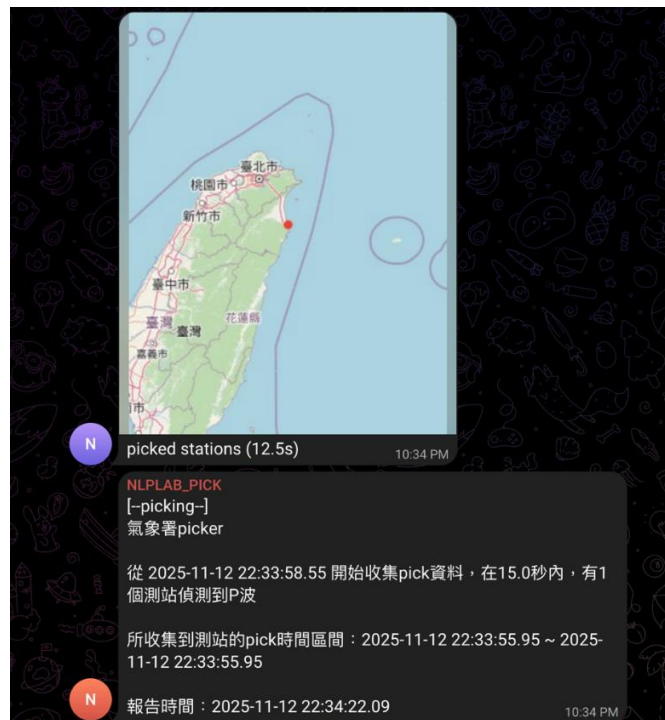 臺北市
桃園市
新竹市
臺中市
臺灣
臺灣
花蓮縣
嘉義市
市
picked stations (12.5s)
10:34 PM
N
NLPLAB_PICK
[--picking--]
氣象署picker
從 2025-11-12 22:33:58.55 開始收集pick資料，在15.0秒內，有1
個測站偵測到P波
所收集到測站的pick時間區間：2025-11-12 22:33:55.95 ~ 2025-
11-12 22:33:55.95
報告時間：2025-11-12 22:34:22.09
10:34 PM
N